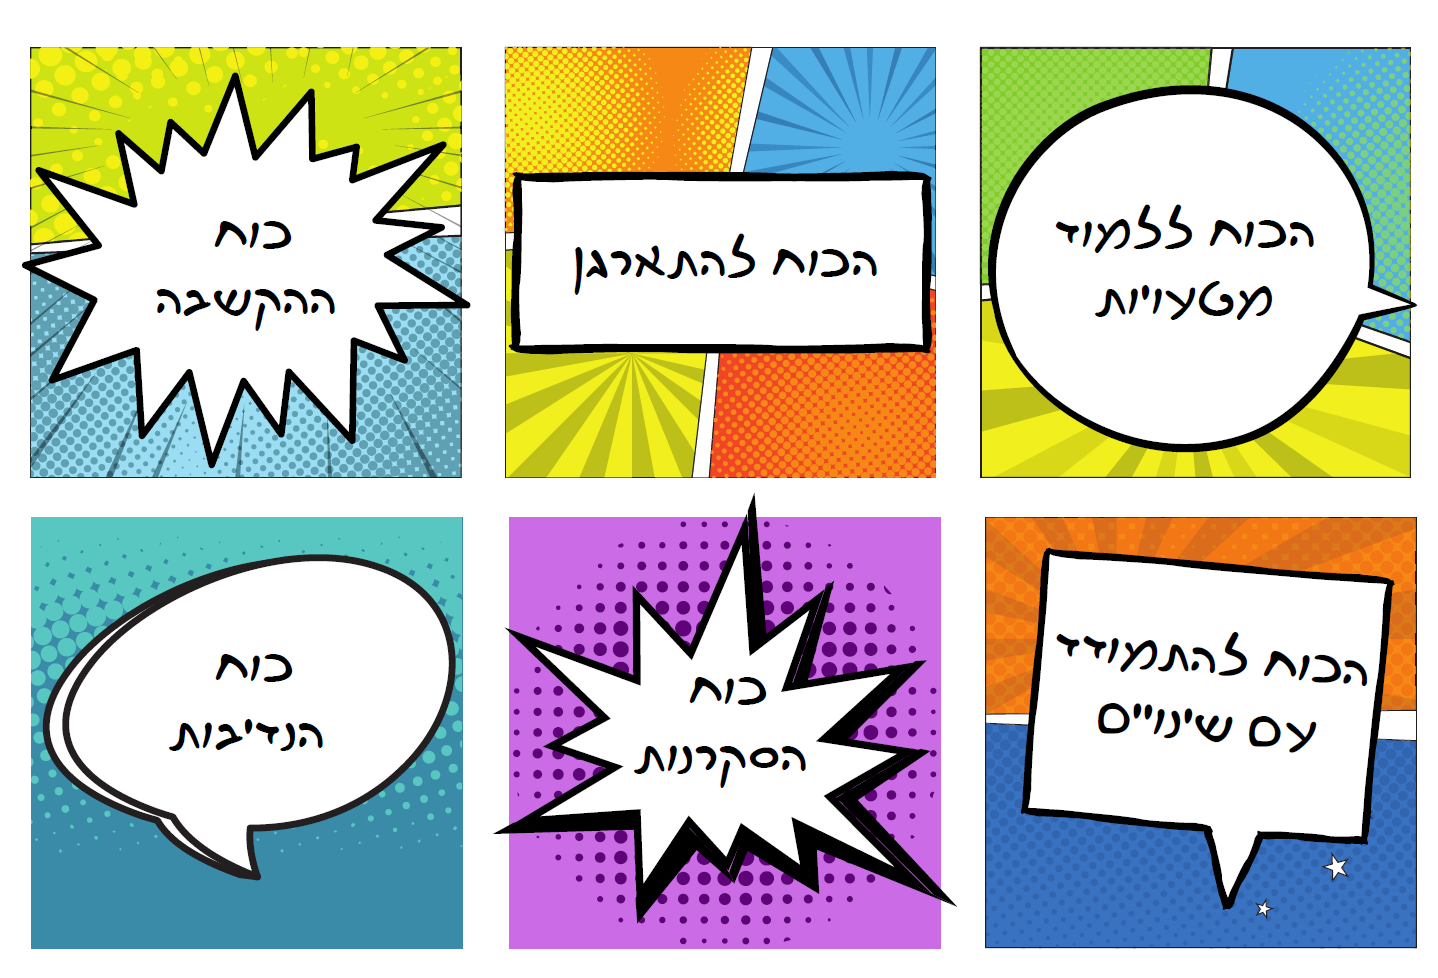 הכוח ללמוד
מטעויות
הכוח להתארגן
כוח
ההקשבה
הכוח להתמודד
עם שינויים
כוח
הסקרנות
כוח
הנדיבות